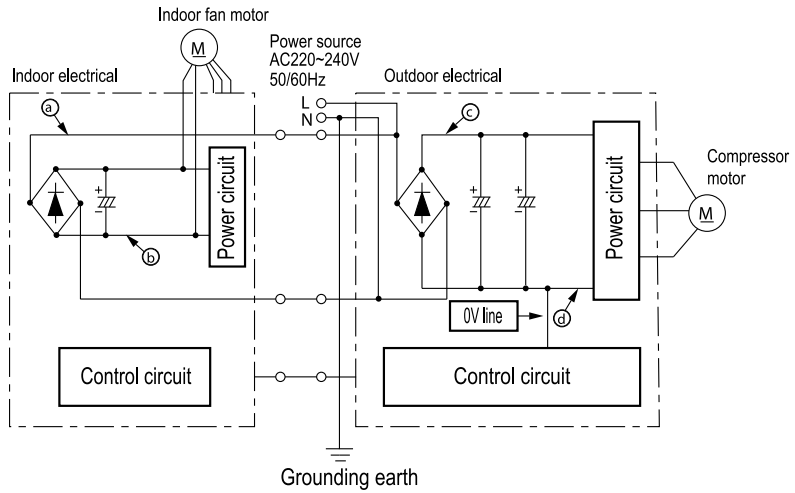 Indoor fan motor
M
Power source
AC220~240V
50/60Hz
Indoor electrical
Outdoor electrical
L
N
a
c
+
−
Power circuit
b
+
−
+
−
Power circuit
Compressor
motor
M
0V line
d
Control circuit
Control circuit
Grounding earth